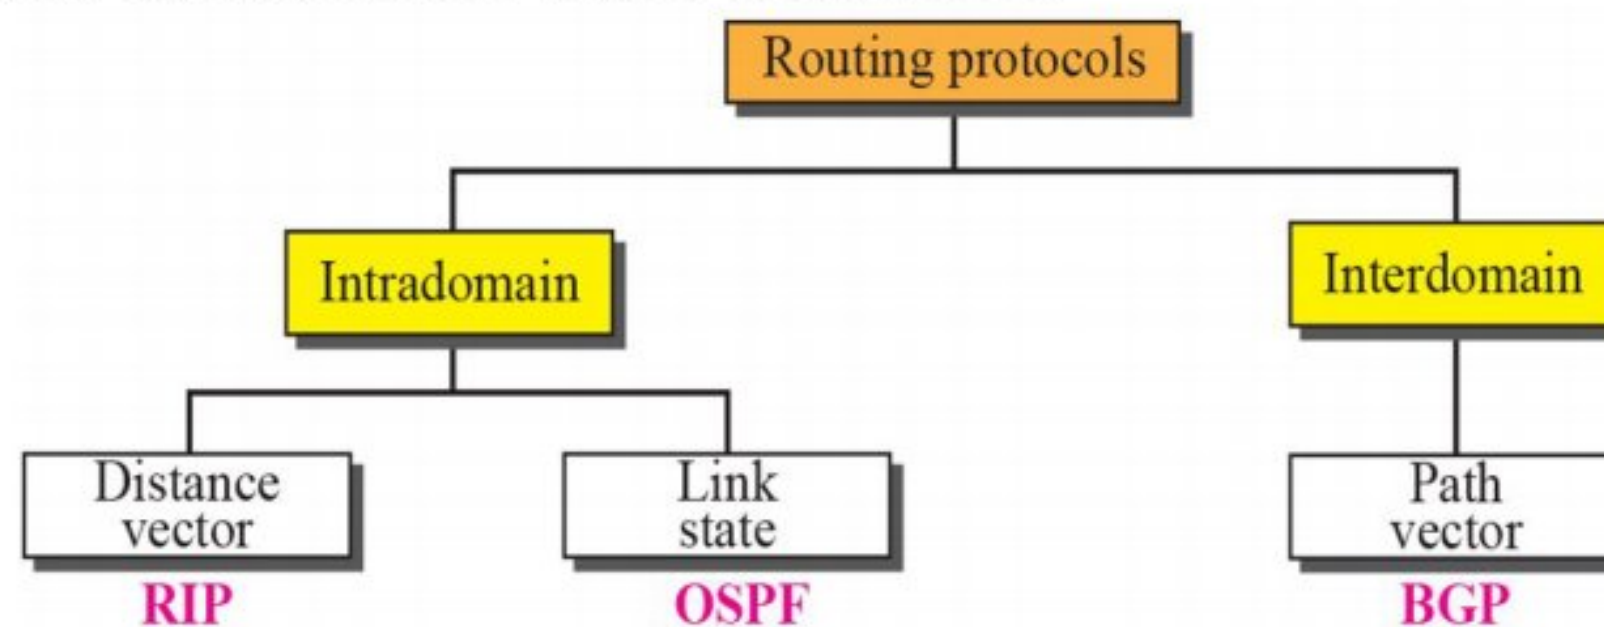 Routing protocols
Intradomain
Interdomain
Distance
vector
Link
state
Path
vector
RIP
OSPF
BGP